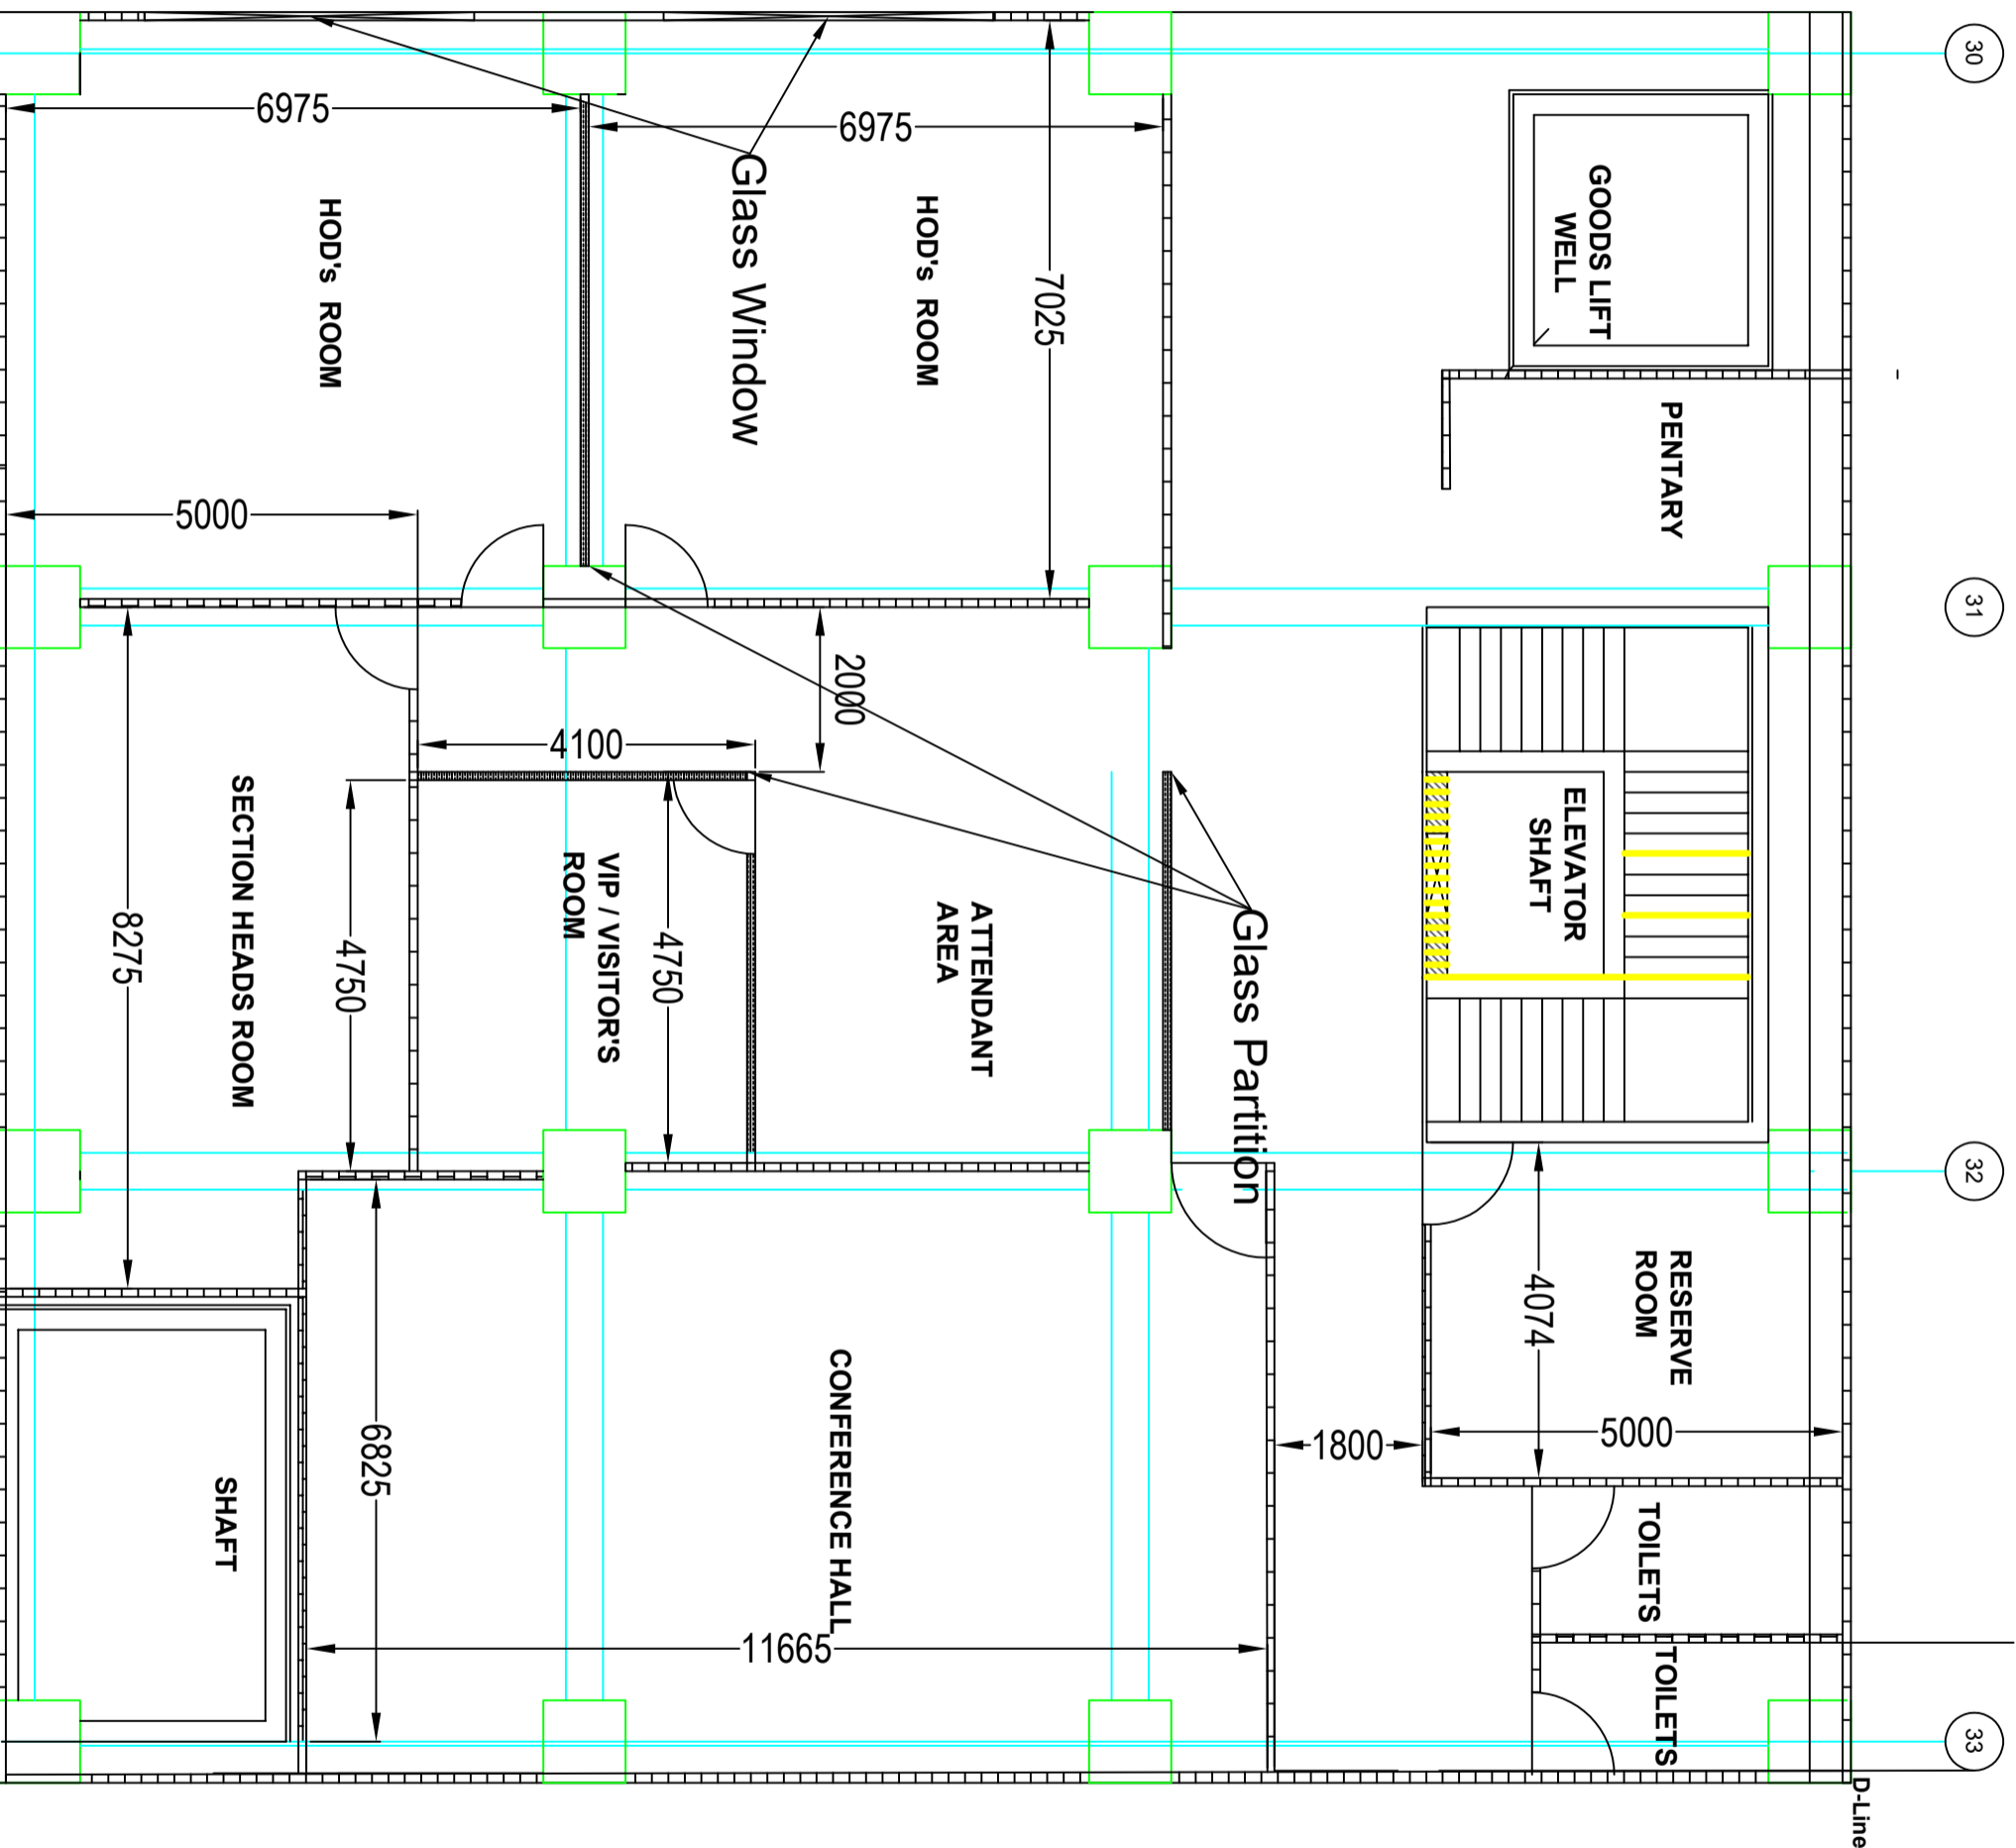 30
31
32
33
D-Line
GOODS LIFT
WELL
PENTARY
ELEVATOR
SHAFT
RESERVE
ROOM
4074
5000
TOILETS
TOILETS
1800
Glass Partition
7025
HOD's ROOM
6975
Glass Window
2000
ATTENDANT
AREA
CONFERENCE HALL
11665
VIP / VISITOR'S
ROOM
4750
4100
6975
HOD's ROOM
5000
4750
6825
SECTION HEADS ROOM
8275
SHAFT